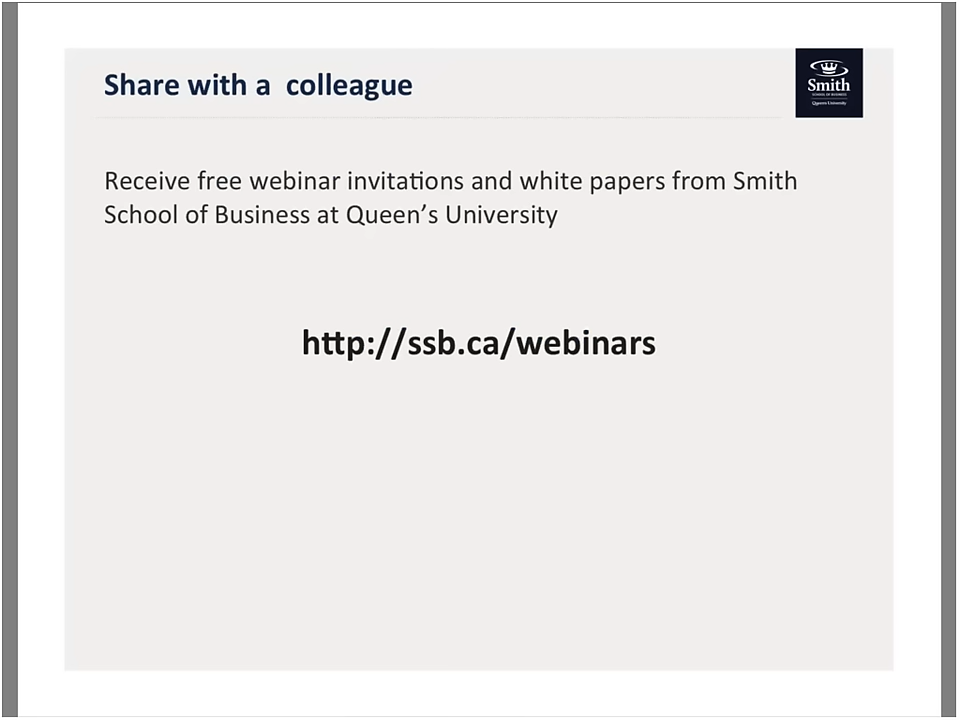 Share with a  colleague
Smith
SCHOOL OF BUSINESS
Queen's University
Receive free webinar invitations and white papers from Smith
School of Business at Queen’s University
http://ssb.ca/webinars